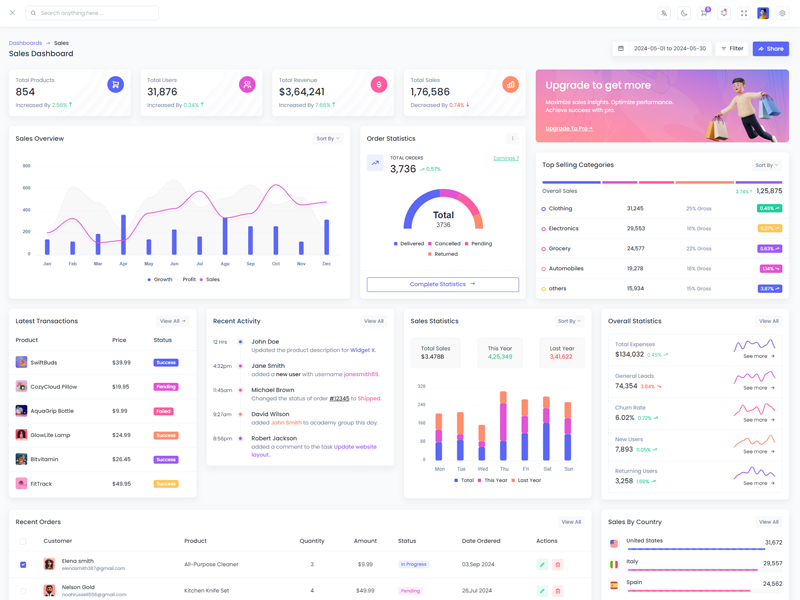 Search anything here ...
5
Dashboards → Sales
Sales Dashboard
2024-05-01 to 2024-05-30
Filter
Share
Total Products
854
Increased By 2.56%
Total Users
31,876
Increased By 0.34%
Total Revenue
$3,64,241
Increased By 7.66%
Total Sales
1,76,586
Decreased By 0.74%
Upgrade to get more
Maximize sales insights. Optimize performance.
Achieve success with pro.
Upgrade To Pro
Sales Overview
Sort By
800
600
400
200
0
Jan Feb Mar Apr May Jun Jul Agu Sep Oct Nov Dec
Growth Profit Sales
Order Statistics
TOTAL ORDERS
3,736 0.57%
Earnings ?
Total
3736
Delivered Cancelled Pending
Returned
Complete Statistics
Top Selling Categories
Sort By
Overall Sales
2.74% 1,25,875
Clothing 31,245 25% Gross 0.45%
Electronics 29,553 16% Gross
Grocery 24,577 22% Gross 0.63%
Automobiles 19,278 18% Gross 1.14%
others 15,934 15% Gross 3.87%
Latest Transactions
View All
Product Price Status
SwiftBuds $39.99 Success
CozyCloud Pillow $19.95 Pending
AquaGrip Bottle $9.99 Failed
GlowLite Lamp $24.99 Success
Bitvitamin $26.45 Success
FitTrack $49.95 Success
Recent Activity
View All
12 Hrs John Doe
Updated the product description for Widget X.
4:32pm Jane Smith
added a new user with username janesmith89.
11:45am Michael Brown
Changed the status of order #12345 to Shipped.
9:27am David Wilson
added John Smith to academy group this day.
8:56pm Robert Jackson
added a comment to the task Update website
layout.
Sales Statistics
Sort By
Total Sales
$3.478B
This Year
4,25,349
Last Year
3,41,622
320
240
160
80
0
Mon Tue Wed Thu Fri Sat Sun
Total This Year Last Year
Overall Statistics
View All
Total Expenses
$134,032 0.45%
See more
General Leads
74,354 3.84%
See more
Churn Rate
6.02% 0.72%
See more
New Users
7,893 11.05%
See more
Returning Users
3,258 1.69%
See more
Recent Orders
View All
Customer Product Quantity Amount Status Date Ordered Actions
Elena smith
elenasmith387@gmail.com
All-Purpose Cleaner 3 $9.99 In Progress 03,Sep 2024
Nelson Gold
noahrussell556@gmail.com
Kitchen Knife Set 4 $49.99 Pending 26,Jul 2024
Sales By Country
View All
United States 31,672
Italy 29,557
Spain 24,562